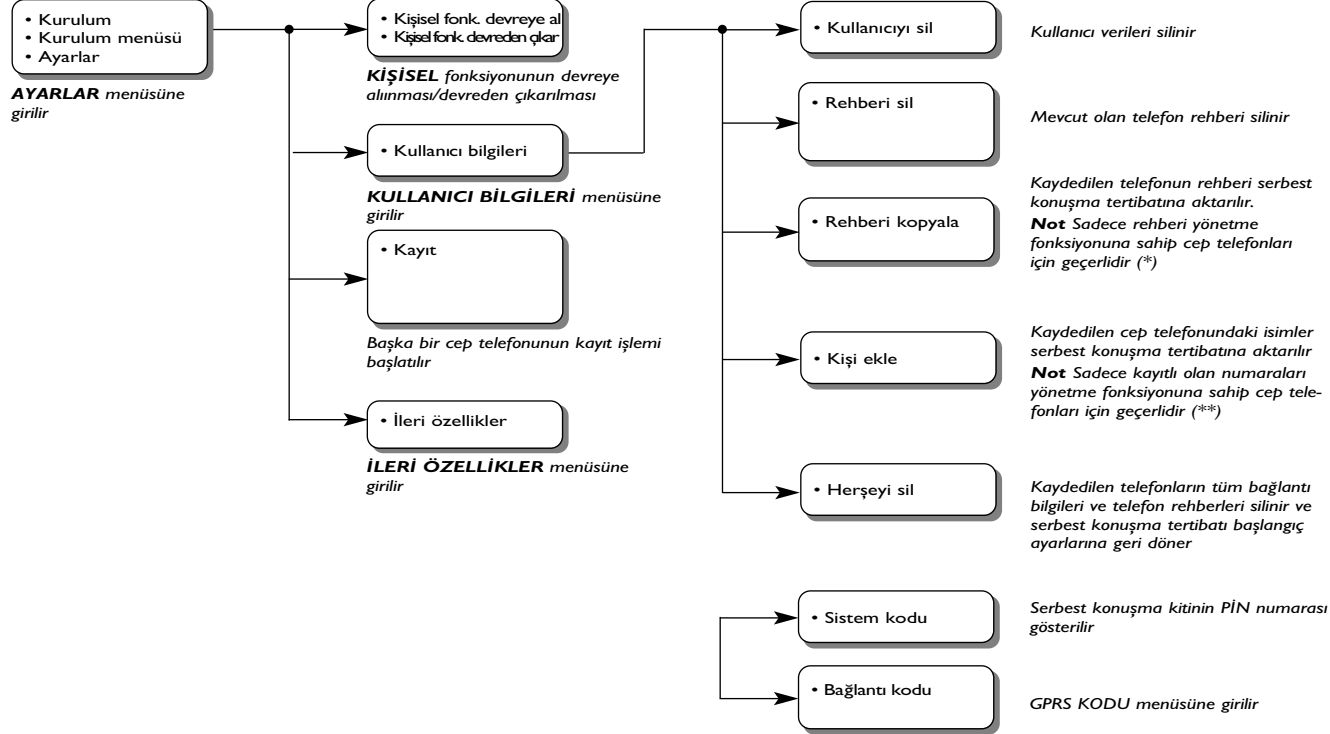 • Kurulum
• Kurulum menüsü
• Ayarlar
AYARLAR menüsüne
girilir
• Kişisel fonk. devreye al
• Kişisel fonk. devreden çıkar
KİŞİSEL fonksiyonunun devreye
alıınması/devreden çıkarılması
• Kullanıcı bilgileri
KULLANICI BİLGİLERİ menüsüne
girilir
• Kayıt
Başka bir cep telefonunun kayıt işlemi
başlatılır
• İleri özellikler
İLERİ ÖZELLİKLER menüsüne
girilir
• Kullanıcıyı sil
Kullanıcı verileri silinir
• Rehberi sil
Mevcut olan telefon rehberi silinir
• Rehberi kopyala
Kaydedilen telefonun rehberi serbest
konuşma tertibatına aktarılır.
Not Sadece rehberi yönetme
fonksiyonuna sahip cep telefonları
için geçerlidir (*)
• Kişi ekle
Kaydedilen cep telefonundaki isimler
serbest konuşma tertibatına aktarılır
Not Sadece kayıtlı olan numaraları
yönetme fonksiyonuna sahip cep tele-
fonları için geçerlidir (**)
• Herşeyi sil
Kaydedilen telefonların tüm bağlantı
bilgileri ve telefon rehberleri silinir ve
serbest konuşma tertibatı başlangıç
ayarlarına geri döner
• Sistem kodu
Serbest konuşma kitinin PİN numarası
gösterilir
• Bağlantı kodu
GPRS KODU menüsüne girilir